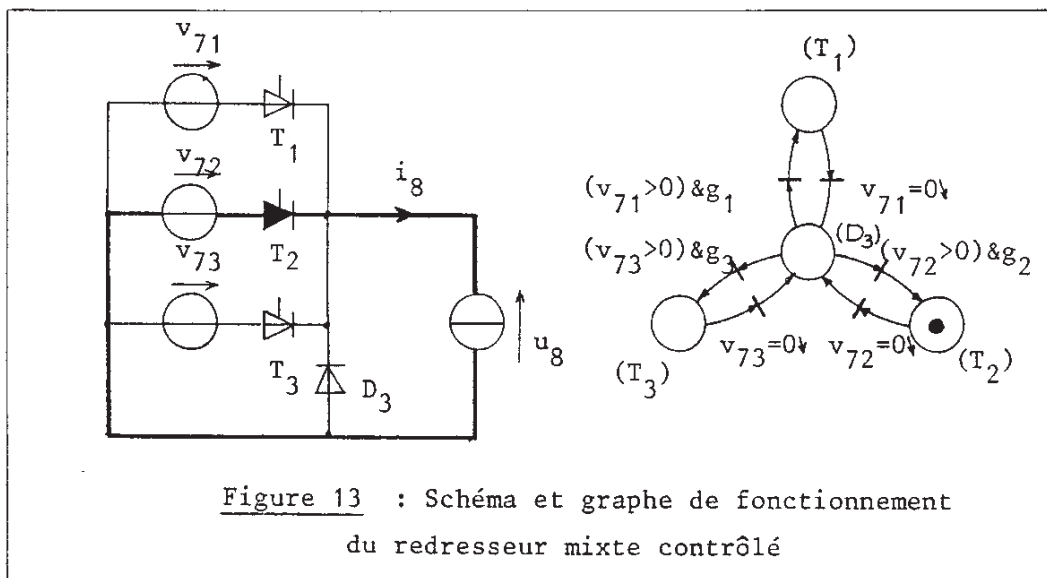 v71
T1
v72
T2
v73
T3
i8
u8
D3
(T1)
(v71>0)&g1
v71=0↓
(D3)
(v73>0)&g3
(v72>0)&g2
v73=0↓
v72=0↓
(T3)
(T2)
Figure 13 : Schéma et graphe de fonctionnement
du redresseur mixte contrôlé